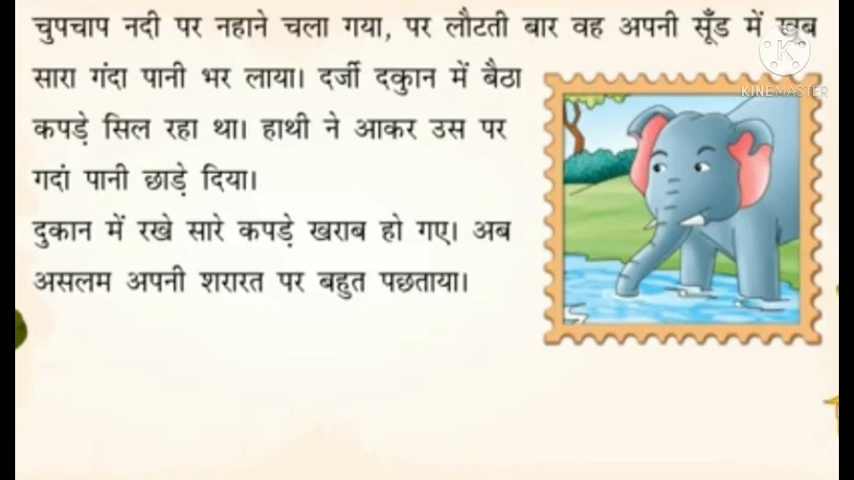 चुपचाप नदी पर नहाने चला गया, पर लौटती बार वह अपनी सूँड में खूब
सारा गंदा पानी भर लाया। दर्जी दकुान में बैठा
कपड़े सिल रहा था। हाथी ने आकर उस पर
गदंा पानी छाड़े दिया।
दुकान में रखे सारे कपड़े खराब हो गए। अब
असलम अपनी शरारत पर बहुत पछताया।
K
KINEMASTER